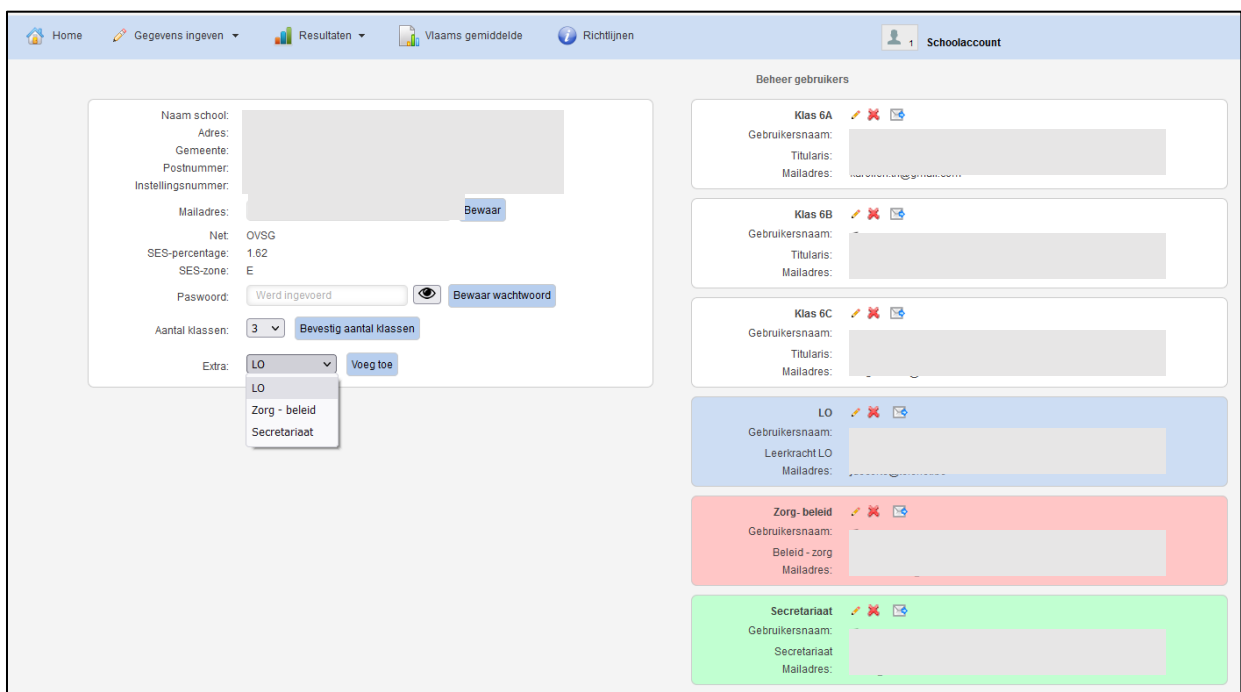 Home Gegevens ingeven Resultaten Vlaams gemiddelde Richtlijnen 1 Schoolaccount
Beheer gebruikers
Naam school:
Adres:
Gemeente:
Postnummer:
Instellingsnummer:
Mailadres: Bewaar
Net: OVSG
SES-percentage: 1.62
SES-zone: E
Paswoord: Werd ingevoerd Bewaar wachtwoord
Aantal klassen: 3 Bevestig aantal klassen
Extra: LO Voeg toe
LO
Zorg - beleid
Secretariaat
Klas 6A
Gebruikersnaam:
Titularis:
Mailadres:
Klas 6B
Gebruikersnaam:
Titularis:
Mailadres:
Klas 6C
Gebruikersnaam:
Titularis:
Mailadres:
LO
Gebruikersnaam:
Leerkracht LO
Mailadres:
Zorg- beleid
Gebruikersnaam:
Beleid - zorg
Mailadres:
Secretariaat
Gebruikersnaam:
Secretariaat
Mailadres: